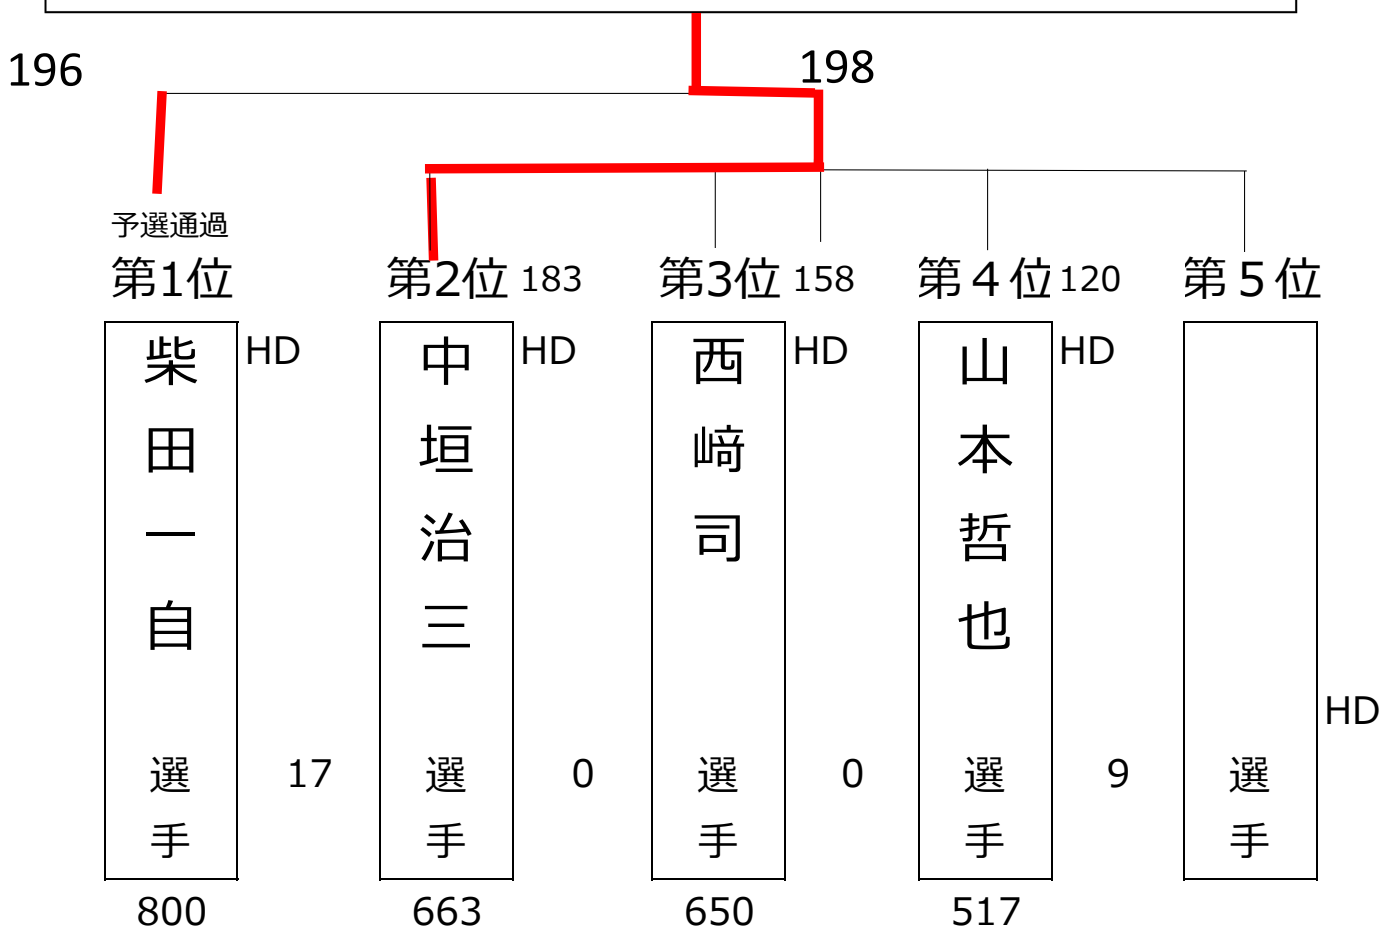 196
198
予選通過
第1位
第2位 183
第3位 158
第４位 120
第５位
柴田一自 選手
HD
17
中垣治三 選手
HD
0
西﨑司 選手
HD
0
山本哲也 選手
HD
9
選手
HD
800
663
650
517